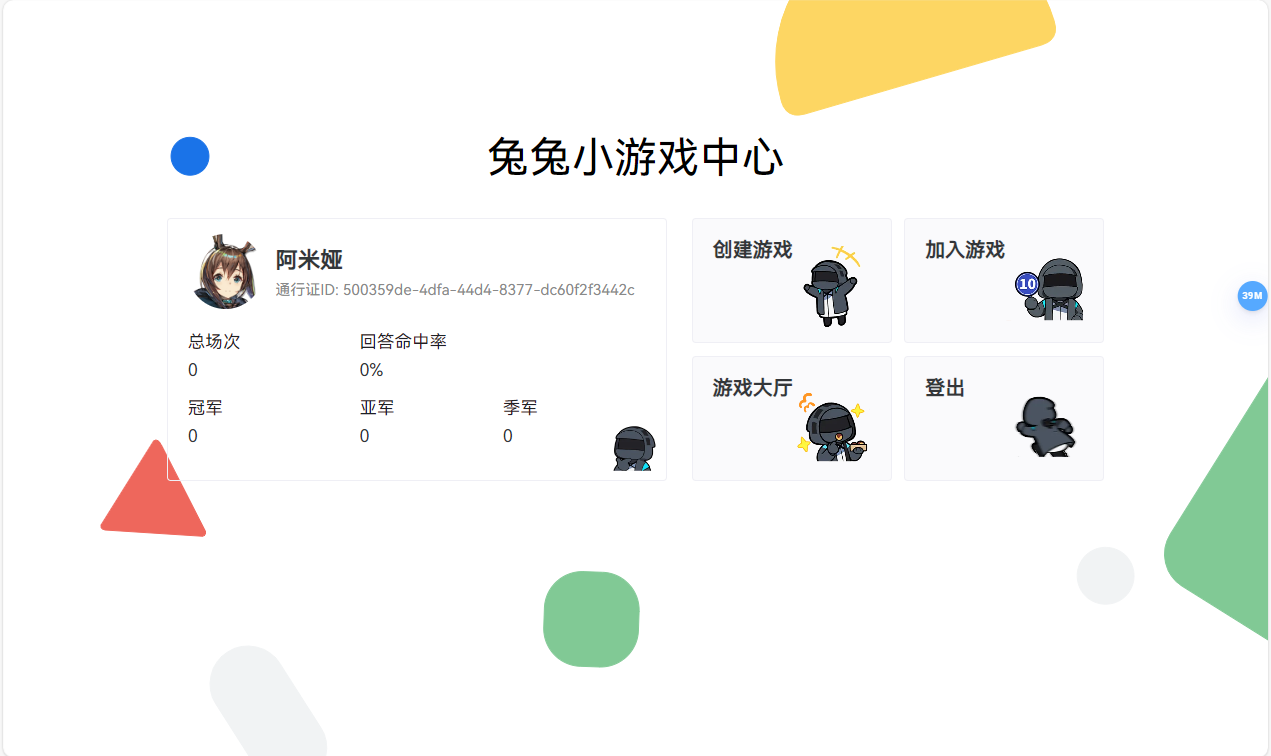 兔兔小游戏中心
阿米娅
通行证ID: 500359de-4dfa-44d4-8377-dc60f2f3442c
总场次
回答命中率
0
0%
冠军
亚军
季军
0
0
0
创建游戏
加入游戏
10
游戏大厅
登出
39M